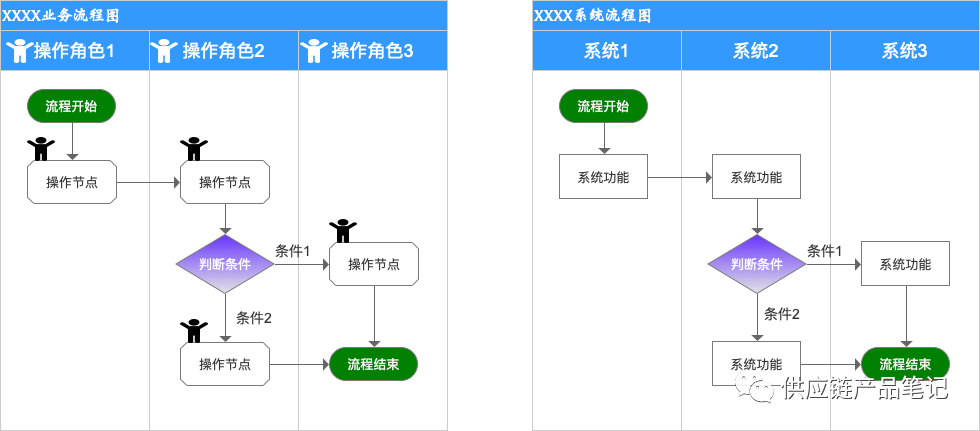 XXXX业务流程图
操作角色1
操作角色2
操作角色3
流程开始
操作节点
操作节点
判断条件
条件1
操作节点
条件2
操作节点
流程结束
XXXX系统流程图
系统1
系统2
系统3
流程开始
系统功能
系统功能
判断条件
条件1
系统功能
条件2
系统功能
流程结束
供应链产品笔记